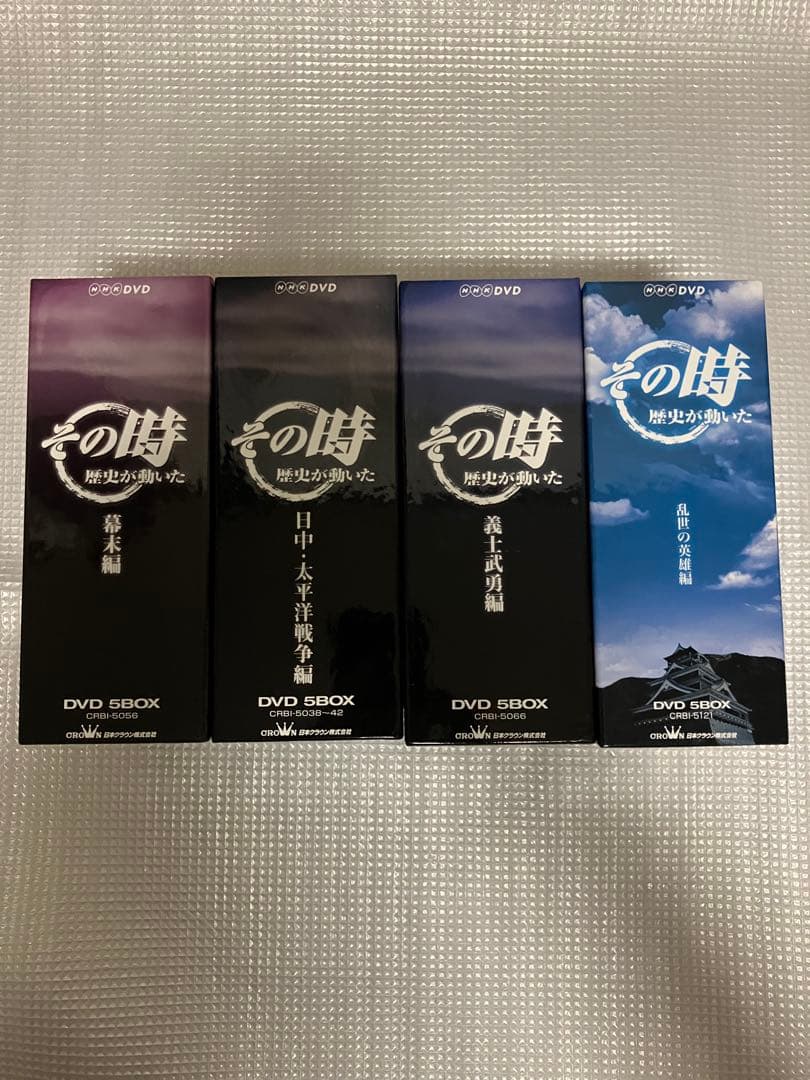 NHK DVD
その時
歴史が動いた
幕末編
DVD 5BOX
CRBI-5056
CROWN 日本クラウン株式会社
NHK DVD
その時
歴史が動いた
日中・太平洋戦争編
DVD 5BOX
CRBI-5038～42
CROWN 日本クラウン株式会社
NHK DVD
その時
歴史が動いた
義士武勇編
DVD 5BOX
CRBI-5066
CROWN 日本クラウン株式会社
NHK DVD
その時
歴史が動いた
乱世の英雄編
DVD 5BOX
CRBI-5121
CROWN 日本クラウン株式会社